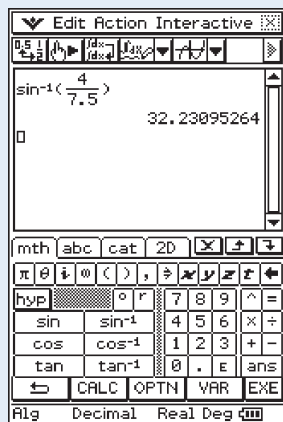 Edit Action Interactive
sin⁻¹(4/7.5)
32.23095264
mth abc cat 2D
π θ i ∞ ( ) , ⇒ x y z t ←
hyp ° r 7 8 9 ^ =
sin sin⁻¹ 4 5 6 × ÷
cos cos⁻¹ 1 2 3 + −
tan tan⁻¹ 0 . E ans
CALC OPTN VAR EXE
Alg Decimal Real Deg